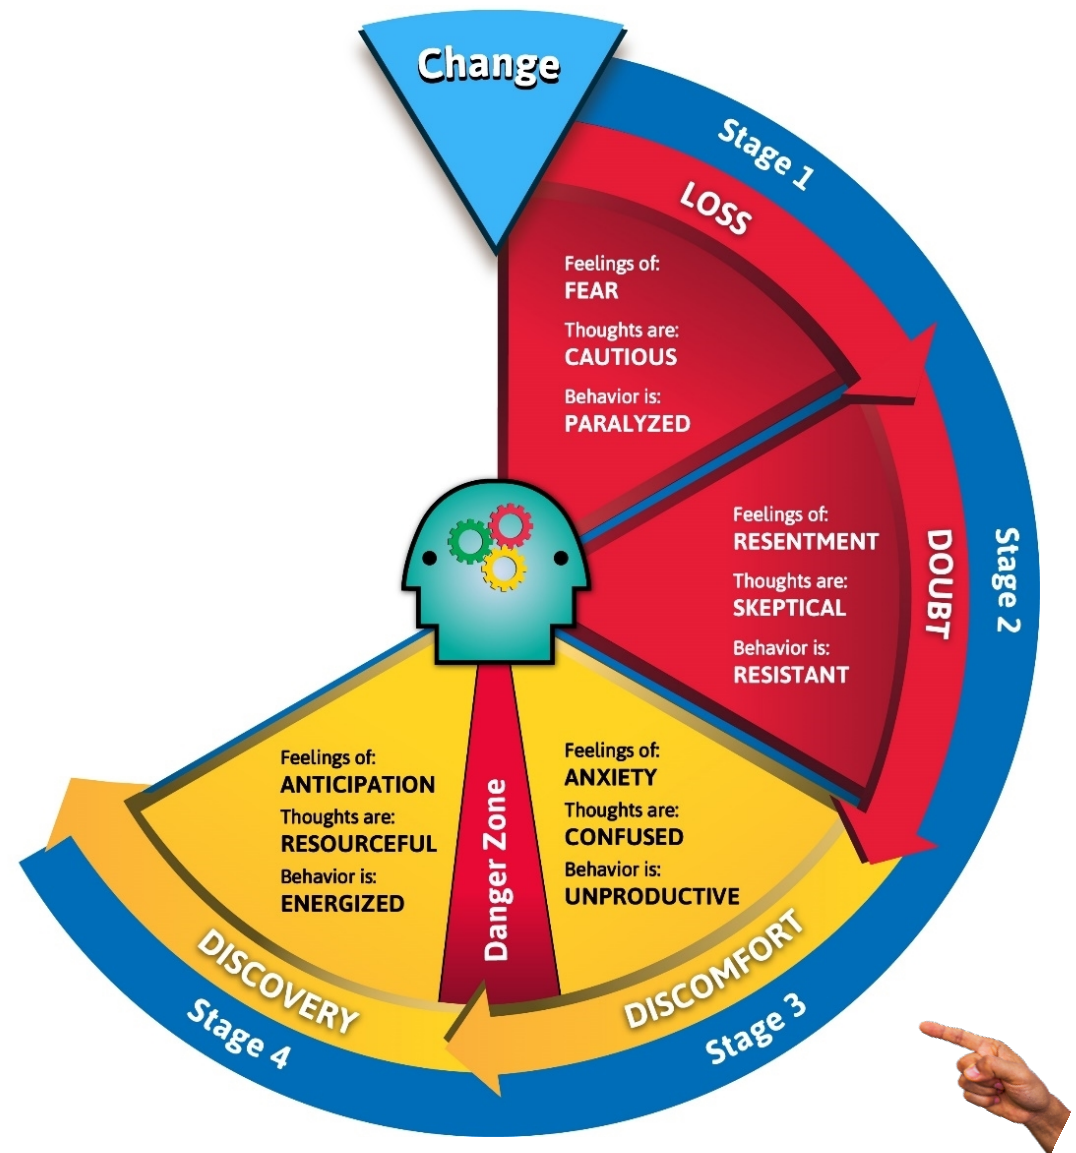 Change
Stage 1
LOSS
Feelings of:
FEAR
Thoughts are:
CAUTIOUS
Behavior is:
PARALYZED
Stage 2
DOUBT
Feelings of:
RESENTMENT
Thoughts are:
SKEPTICAL
Behavior is:
RESISTANT
Stage 3
DISCOMFORT
Feelings of:
ANXIETY
Thoughts are:
CONFUSED
Behavior is:
UNPRODUCTIVE
Danger Zone
Stage 4
DISCOVERY
Feelings of:
ANTICIPATION
Thoughts are:
RESOURCEFUL
Behavior is:
ENERGIZED